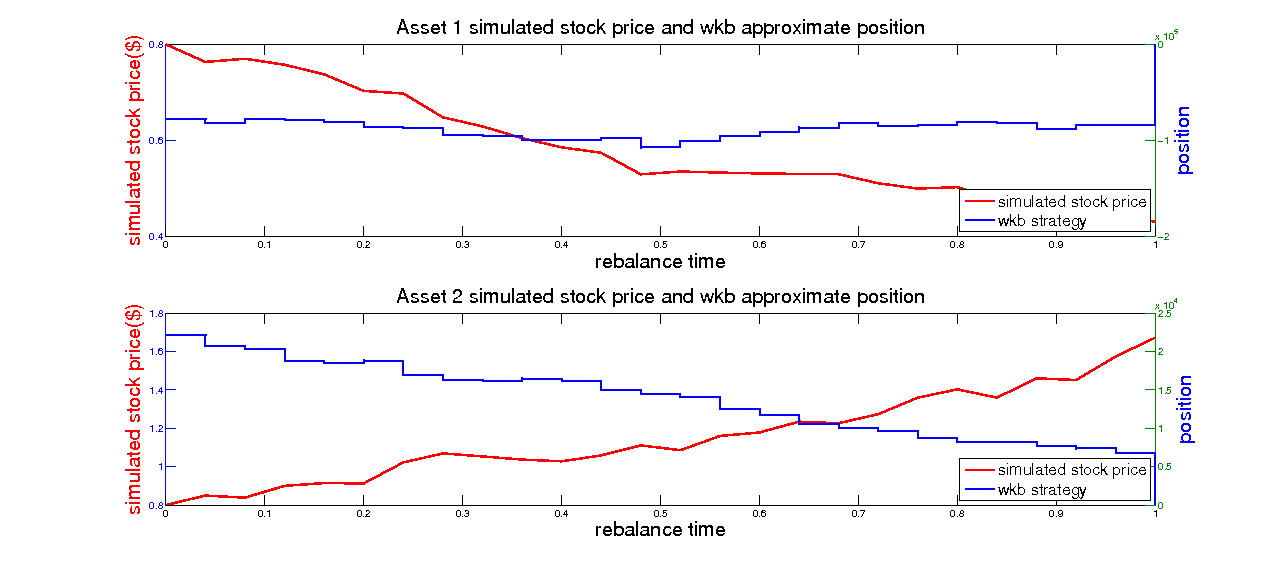 Asset 1 simulated stock price and wkb approximate position
x 10^5
0.8
0.6
0.4
0
−1
−2
simulated stock price($)
position
simulated stock price
wkb strategy
0 0.1 0.2 0.3 0.4 0.5 0.6 0.7 0.8 0.9 1
rebalance time
Asset 2 simulated stock price and wkb approximate position
x 10^4
1.8
1.6
1.4
1.2
1
0.8
2.5
2
1.5
1
0.5
0
simulated stock price($)
position
simulated stock price
wkb strategy
0 0.1 0.2 0.3 0.4 0.5 0.6 0.7 0.8 0.9 1
rebalance time